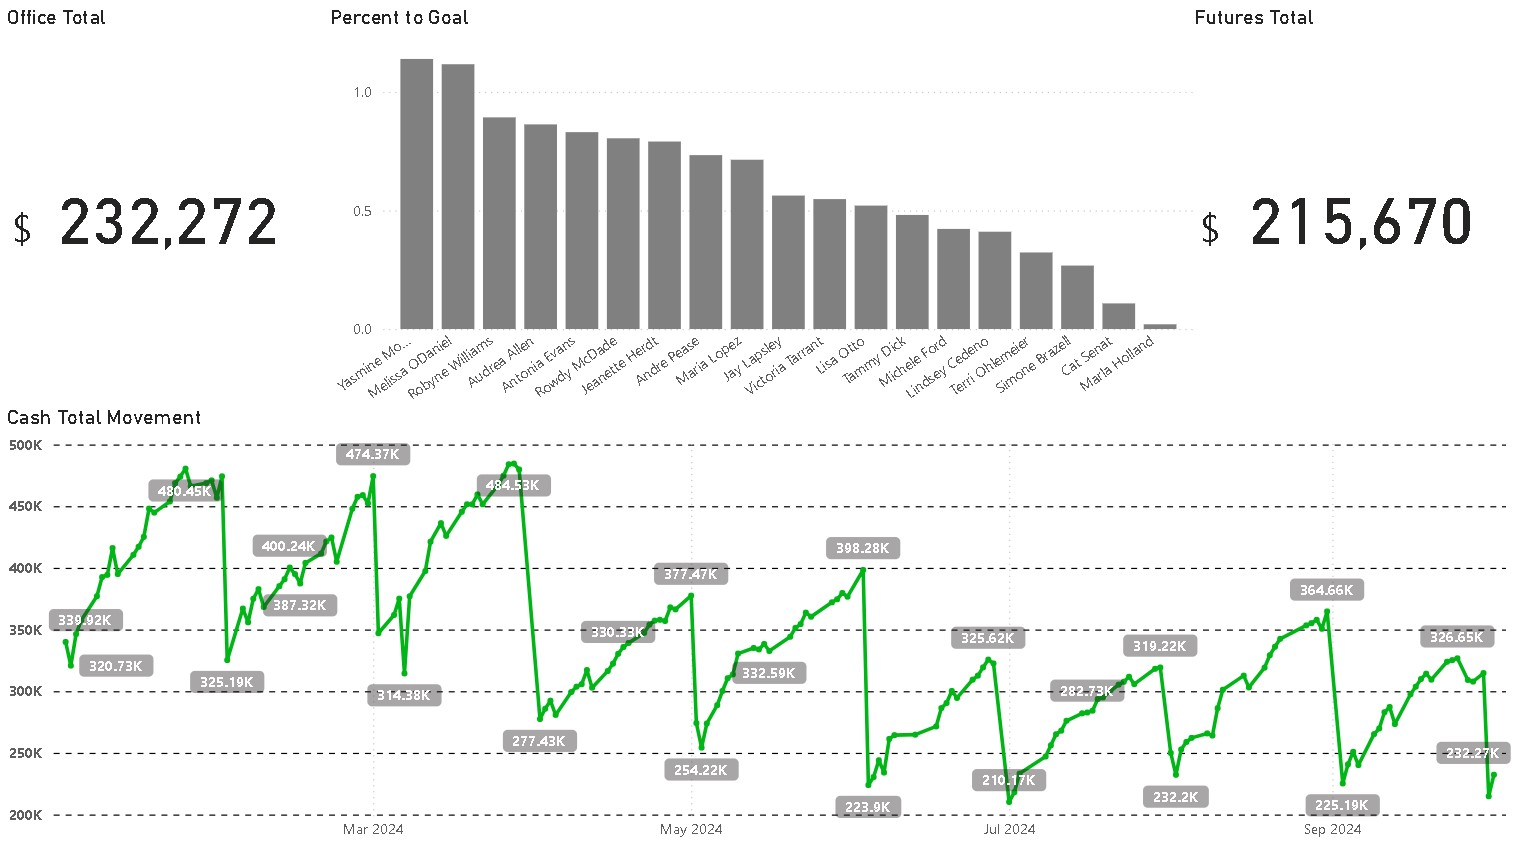 Office Total
$ 232,272
Percent to Goal
1.0
0.5
0.0
Yasmine Mo...
Melissa ODaniel
Robyne Williams
Audrea Allen
Antonia Evans
Rowdy McDade
Jeanette Herdt
Andre Pease
Maria Lopez
Jay Lapsley
Victoria Tarrant
Lisa Otto
Tammy Dick
Michele Ford
Lindsey Cedeno
Terri Ohlemeier
Simone Brazell
Cat Senat
Marla Holland
Futures Total
$ 215,670
Cash Total Movement
500K
450K
400K
350K
300K
250K
200K
339.92K
320.73K
480.45K
325.19K
400.24K
387.32K
474.37K
314.38K
484.53K
277.43K
330.33K
377.47K
254.22K
332.59K
398.28K
223.9K
325.62K
210.17K
282.73K
319.22K
232.2K
364.66K
225.19K
326.65K
232.27K
Mar 2024
May 2024
Jul 2024
Sep 2024